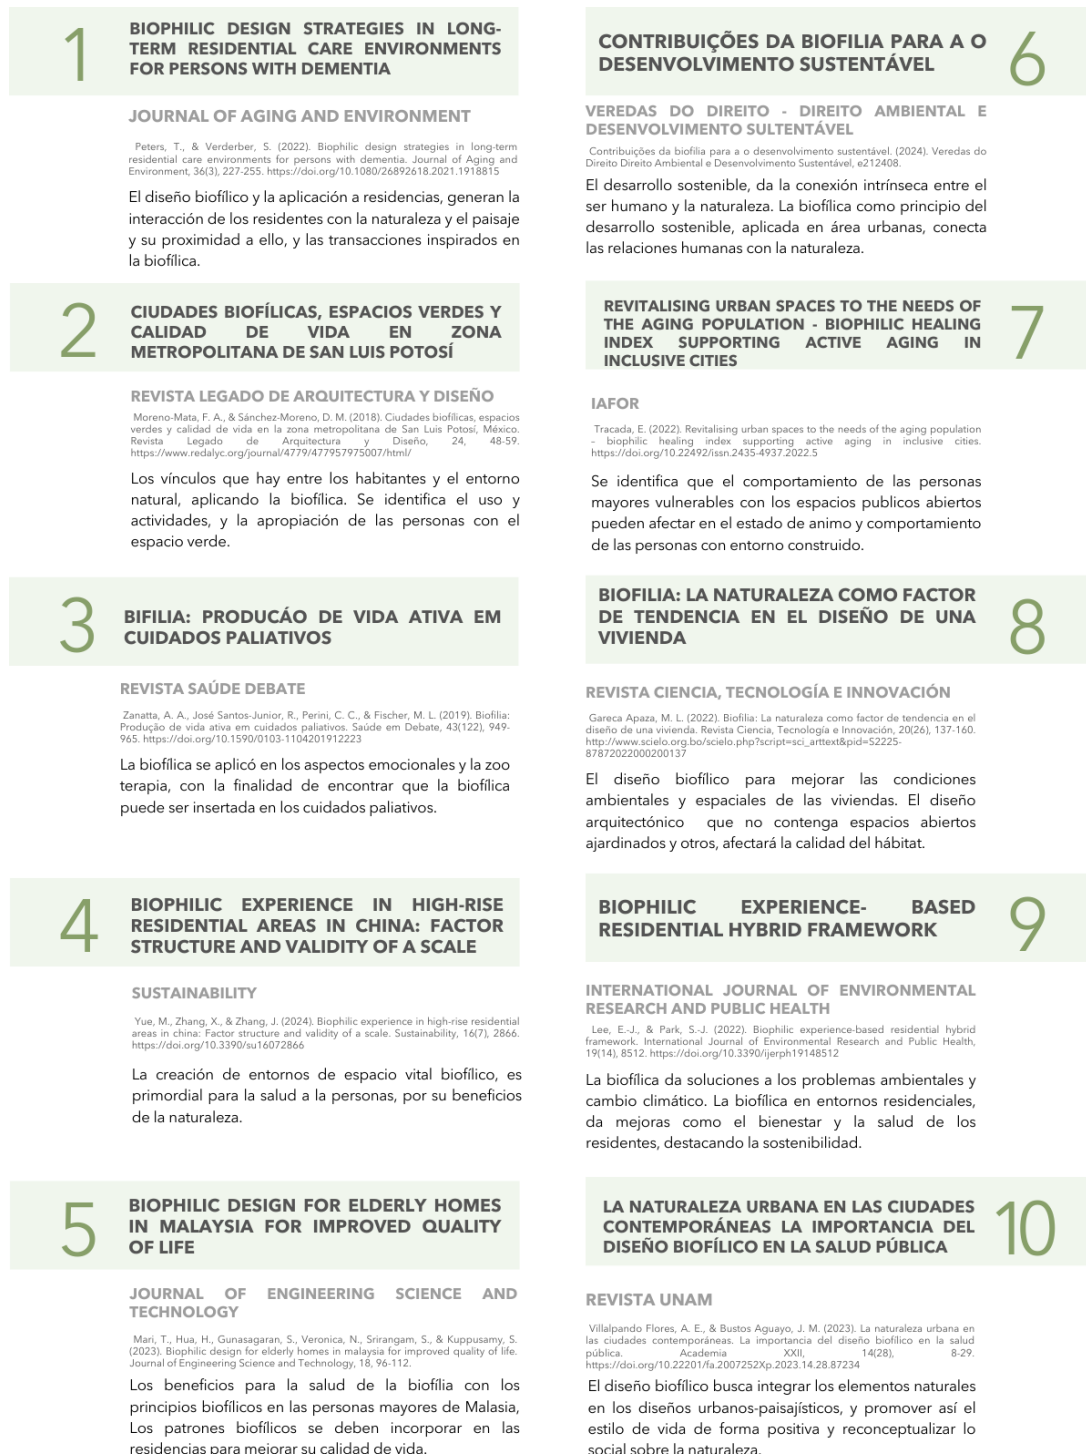 1
BIOPHILIC DESIGN STRATEGIES IN LONG-
TERM RESIDENTIAL CARE ENVIRONMENTS
FOR PERSONS WITH DEMENTIA
JOURNAL OF AGING AND ENVIRONMENT
Peters, T., & Verderber, S. (2022). Biophilic design strategies in long-term
residential care environments for persons with dementia. Journal of Aging and
Environment, 36(3), 227-255. https://doi.org/10.1080/26892618.2021.1918815
El diseño biofílico y la aplicación a residencias, generan la
interacción de los residentes con la naturaleza y el paisaje
y su proximidad a ello, y las transacciones inspirados en
la biofílica.
2
CIUDADES BIOFÍLICAS, ESPACIOS VERDES Y
CALIDAD DE VIDA EN ZONA
METROPOLITANA DE SAN LUIS POTOSÍ
REVISTA LEGADO DE ARQUITECTURA Y DISEÑO
Moreno-Mata, F. A., & Sánchez-Moreno, D. M. (2018). Ciudades biofílicas, espacios
verdes y calidad de vida en la zona metropolitana de San Luis Potosí, México.
Revista Legado de Arquitectura y Diseño, 24, 48-59.
https://www.redalyc.org/journal/4779/477957975007/html/
Los vínculos que hay entre los habitantes y el entorno
natural, aplicando la biofílica. Se identifica el uso y
actividades, y la apropiación de las personas con el
espacio verde.
3
BIFILIA: PRODUCÁO DE VIDA ATIVA EM
CUIDADOS PALIATIVOS
REVISTA SAÚDE DEBATE
Zanatta, A. A., José Santos-Junior, R., Perini, C. C., & Fischer, M. L. (2019). Biofilia:
Produção de vida ativa em cuidados paliativos. Saúde em Debate, 43(122), 949-
965. https://doi.org/10.1590/0103-1104201912223
La biofílica se aplicó en los aspectos emocionales y la zoo
terapia, con la finalidad de encontrar que la biofílica
puede ser insertada en los cuidados paliativos.
4
BIOPHILIC EXPERIENCE IN HIGH-RISE
RESIDENTIAL AREAS IN CHINA: FACTOR
STRUCTURE AND VALIDITY OF A SCALE
SUSTAINABILITY
Yue, M., Zhang, X., & Zhang, J. (2024). Biophilic experience in high-rise residential
areas in china: Factor structure and validity of a scale. Sustainability, 16(7), 2866.
https://doi.org/10.3390/su16072866
La creación de entornos de espacio vital biofílico, es
primordial para la salud a la personas, por su beneficios
de la naturaleza.
5
BIOPHILIC DESIGN FOR ELDERLY HOMES
IN MALAYSIA FOR IMPROVED QUALITY
OF LIFE
JOURNAL OF ENGINEERING SCIENCE AND
TECHNOLOGY
Mari, T., Hua, H., Gunasagaran, S., Veronica, N., Srirangam, S., & Kuppusamy, S.
(2023). Biophilic design for elderly homes in malaysia for improved quality of life.
Journal of Engineering Science and Technology, 18, 96-112.
Los beneficios para la salud de la biofília con los
principios biofílicos en las personas mayores de Malasia,
Los patrones biofílicos se deben incorporar en las
residencias para mejorar su calidad de vida.
6
CONTRIBUIÇÕES DA BIOFILIA PARA A O
DESENVOLVIMENTO SUSTENTÁVEL
VEREDAS DO DIREITO - DIREITO AMBIENTAL E
DESENVOLVIMENTO SULTENTÁVEL
Contribuições da biofilia para a o desenvolvimento sustentável. (2024). Veredas do
Direito Direito Ambiental e Desenvolvimento Sustentável, e212408.
El desarrollo sostenible, da la conexión intrínseca entre el
ser humano y la naturaleza. La biofílica como principio del
desarrollo sostenible, aplicada en área urbanas, conecta
las relaciones humanas con la naturaleza.
7
REVITALISING URBAN SPACES TO THE NEEDS OF
THE AGING POPULATION - BIOPHILIC HEALING
INDEX SUPPORTING ACTIVE AGING IN
INCLUSIVE CITIES
IAFOR
Tracada, E. (2022). Revitalising urban spaces to the needs of the aging population
– biophilic healing index supporting active aging in inclusive cities.
https://doi.org/10.22492/issn.2435-4937.2022.5
Se identifica que el comportamiento de las personas
mayores vulnerables con los espacios publicos abiertos
pueden afectar en el estado de animo y comportamiento
de las personas con entorno construido.
8
BIOFILIA: LA NATURALEZA COMO FACTOR
DE TENDENCIA EN EL DISEÑO DE UNA
VIVIENDA
REVISTA CIENCIA, TECNOLOGÍA E INNOVACIÓN
Gareca Apaza, M. L. (2022). Biofilia: La naturaleza como factor de tendencia en el
diseño de una vivienda. Revista Ciencia, Tecnología e Innovación, 20(26), 137-160.
http://www.scielo.org.bo/scielo.php?script=sci_arttext&pid=S2225-
87872022000200137
El diseño biofílico para mejorar las condiciones
ambientales y espaciales de las viviendas. El diseño
arquitectónico que no contenga espacios abiertos
ajardinados y otros, afectará la calidad del hábitat.
9
BIOPHILIC EXPERIENCE- BASED
RESIDENTIAL HYBRID FRAMEWORK
INTERNATIONAL JOURNAL OF ENVIRONMENTAL
RESEARCH AND PUBLIC HEALTH
Lee, E.-J., & Park, S.-J. (2022). Biophilic experience-based residential hybrid
framework. International Journal of Environmental Research and Public Health,
19(14), 8512. https://doi.org/10.3390/ijerph19148512
La biofílica da soluciones a los problemas ambientales y
cambio climático. La biofílica en entornos residenciales,
da mejoras como el bienestar y la salud de los
residentes, destacando la sostenibilidad.
10
LA NATURALEZA URBANA EN LAS CIUDADES
CONTEMPORÁNEAS LA IMPORTANCIA DEL
DISEÑO BIOFÍLICO EN LA SALUD PÚBLICA
REVISTA UNAM
Villalpando Flores, A. E., & Bustos Aguayo, J. M. (2023). La naturaleza urbana en
las ciudades contemporáneas. La importancia del diseño biofílico en la salud
pública. Academia XXII, 14(28), 8-29.
https://doi.org/10.22201/fa.2007252Xp.2023.14.28.87234
El diseño biofílico busca integrar los elementos naturales
en los diseños urbanos-paisajísticos, y promover así el
estilo de vida de forma positiva y reconceptualizar lo
social sobre la naturaleza.